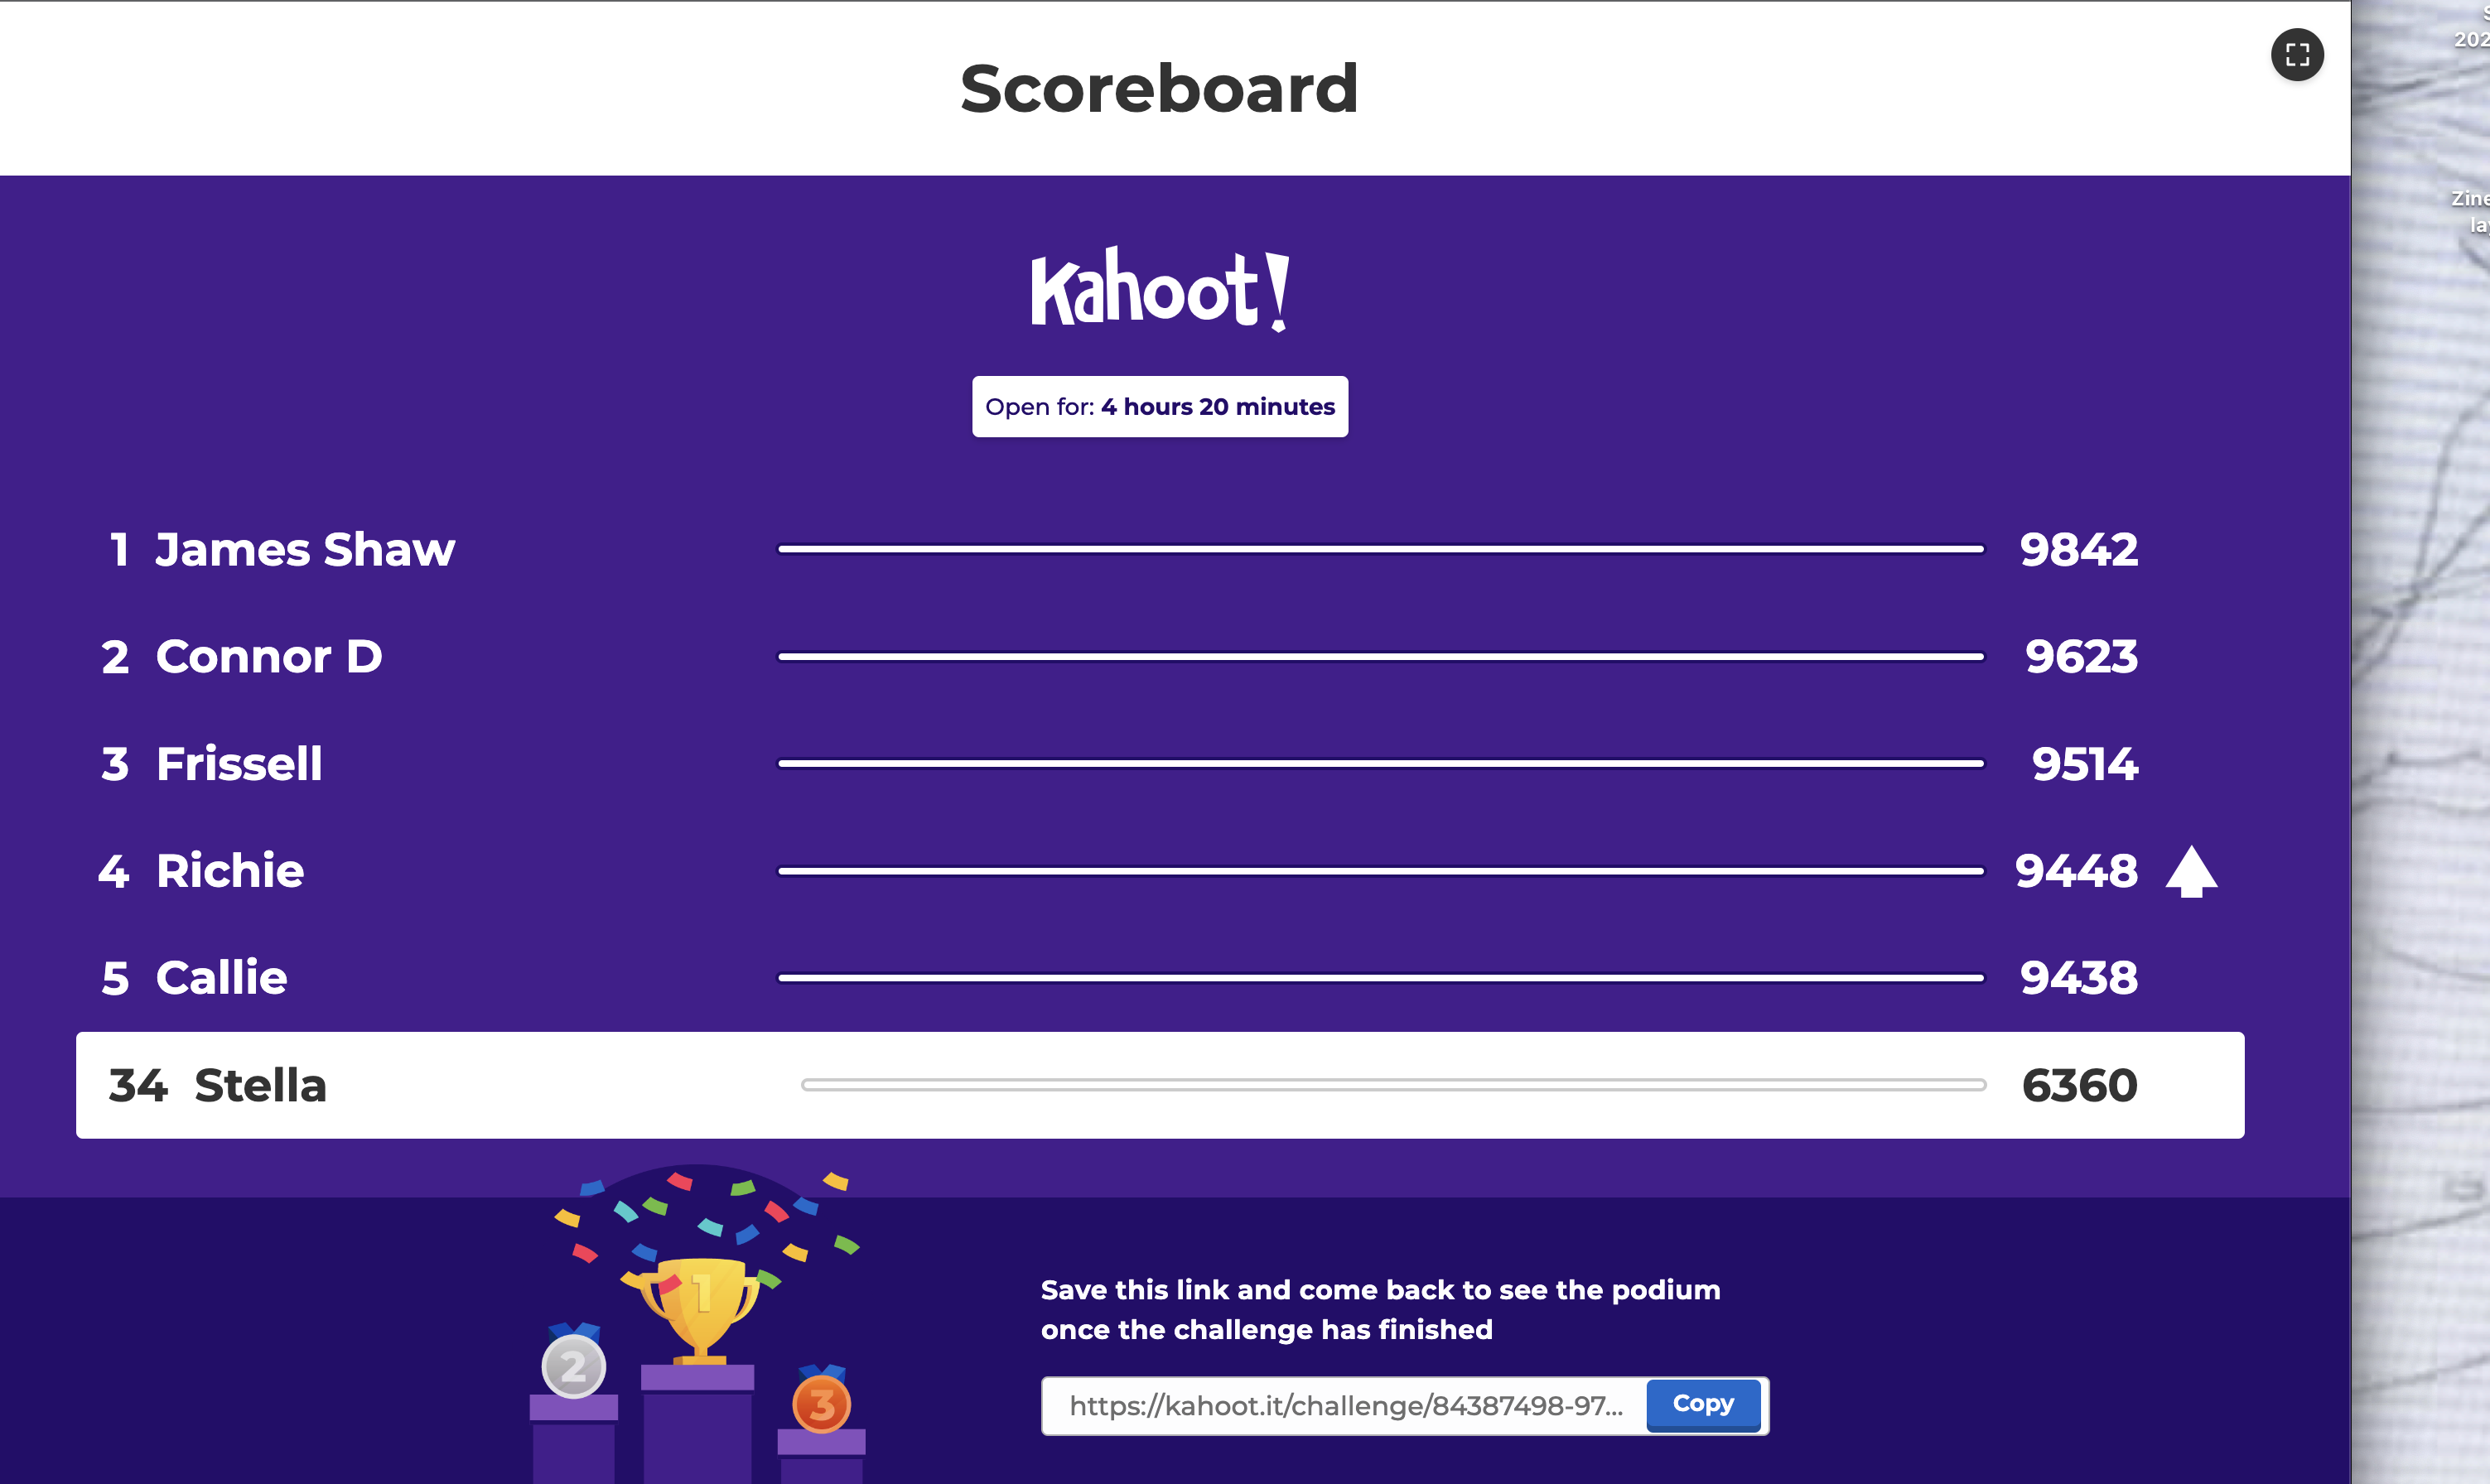 Scoreboard
Kahoot!
Open for: 4 hours 20 minutes
1 James Shaw 9842
2 Connor D 9623
3 Frissell 9514
4 Richie 9448
5 Callie 9438
34 Stella 6360
1
2
3
Save this link and come back to see the podium
once the challenge has finished
https://kahoot.it/challenge/84387498-97...
Copy
202
Zine